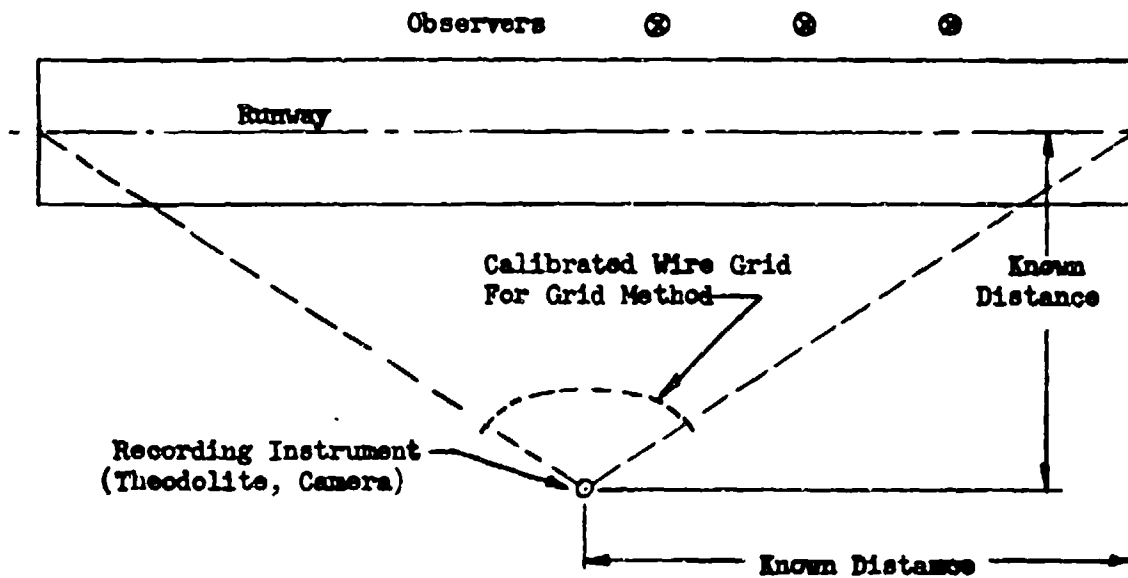 Observers
Runway
Calibrated Wire Grid
For Grid Method
Known
Distance
Recording Instrument
(Theodolite, Camera)
Known Distance